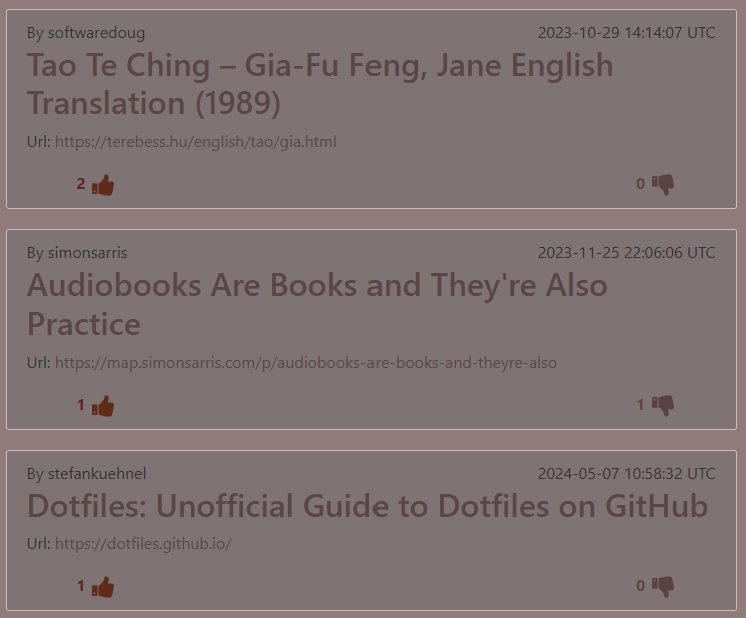 By softwaredoug 2023-10-29 14:14:07 UTC
Tao Te Ching – Gia-Fu Feng, Jane English
Translation (1989)
Url: https://terebess.hu/english/tao/gia.html
2 0
By simonsarris 2023-11-25 22:06:06 UTC
Audiobooks Are Books and They're Also
Practice
Url: https://map.simonsarris.com/p/audiobooks-are-books-and-theyre-also
1 1
By stefankuehnel 2024-05-07 10:58:32 UTC
Dotfiles: Unofficial Guide to Dotfiles on GitHub
Url: https://dotfiles.github.io/
1 0